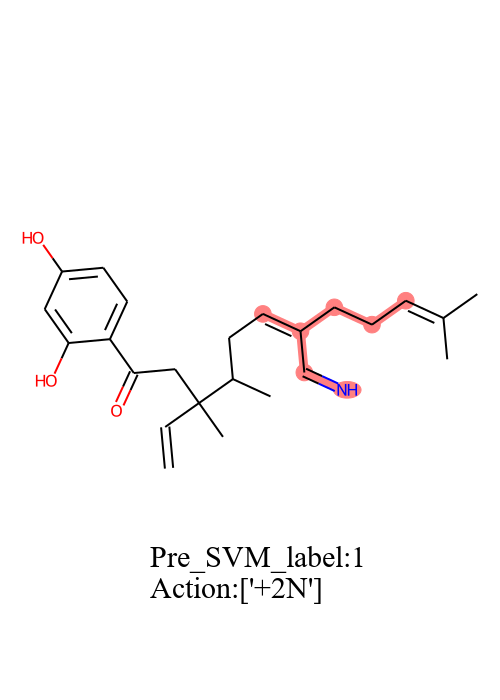 HO
HO
O
NH
Pre_SVM_label:1
Action:['+2N']